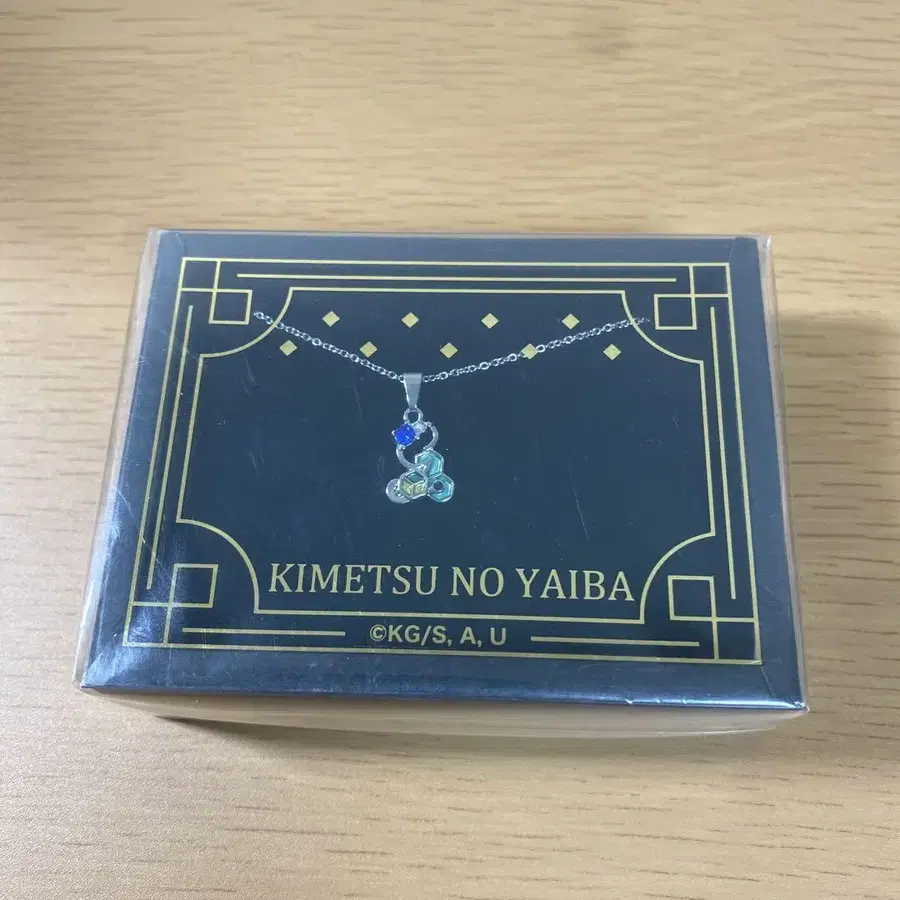 KIMETSU NO YAIBA
©KG/S, A, U